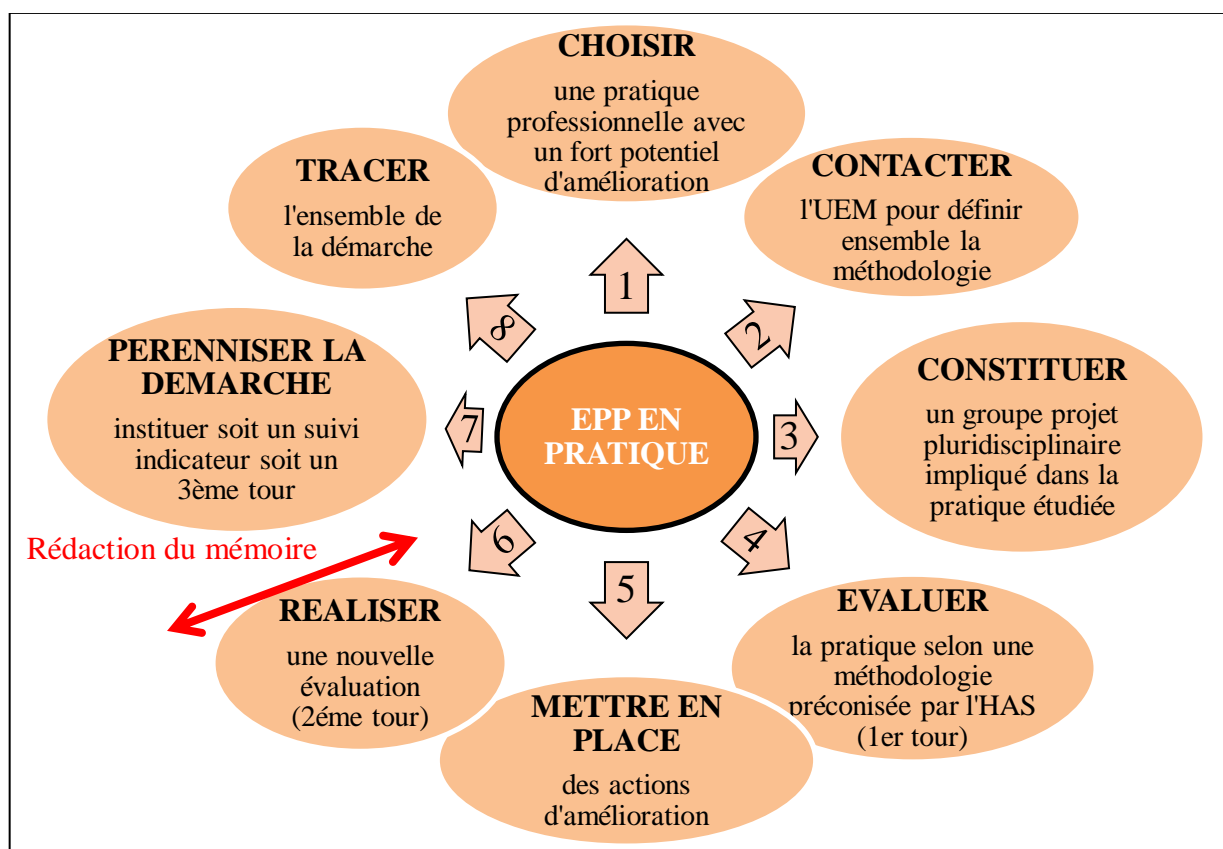 CHOISIR
une pratique
professionnelle avec
un fort potentiel
d'amélioration
1
CONTACTER
l'UEM pour définir
ensemble la
méthodologie
2
CONSTITUER
un groupe projet
pluridisciplinaire
impliqué dans la
pratique étudiée
3
EVALUER
la pratique selon une
méthodologie
préconisée par l'HAS
(1er tour)
4
METTRE EN
PLACE
des actions
d'amélioration
5
REALISER
une nouvelle
évaluation
(2éme tour)
6
Rédaction du mémoire
PERENNISER LA
DEMARCHE
instituer soit un suivi
indicateur soit un
3ème tour
7
TRACER
l'ensemble de
la démarche
8
EPP EN
PRATIQUE